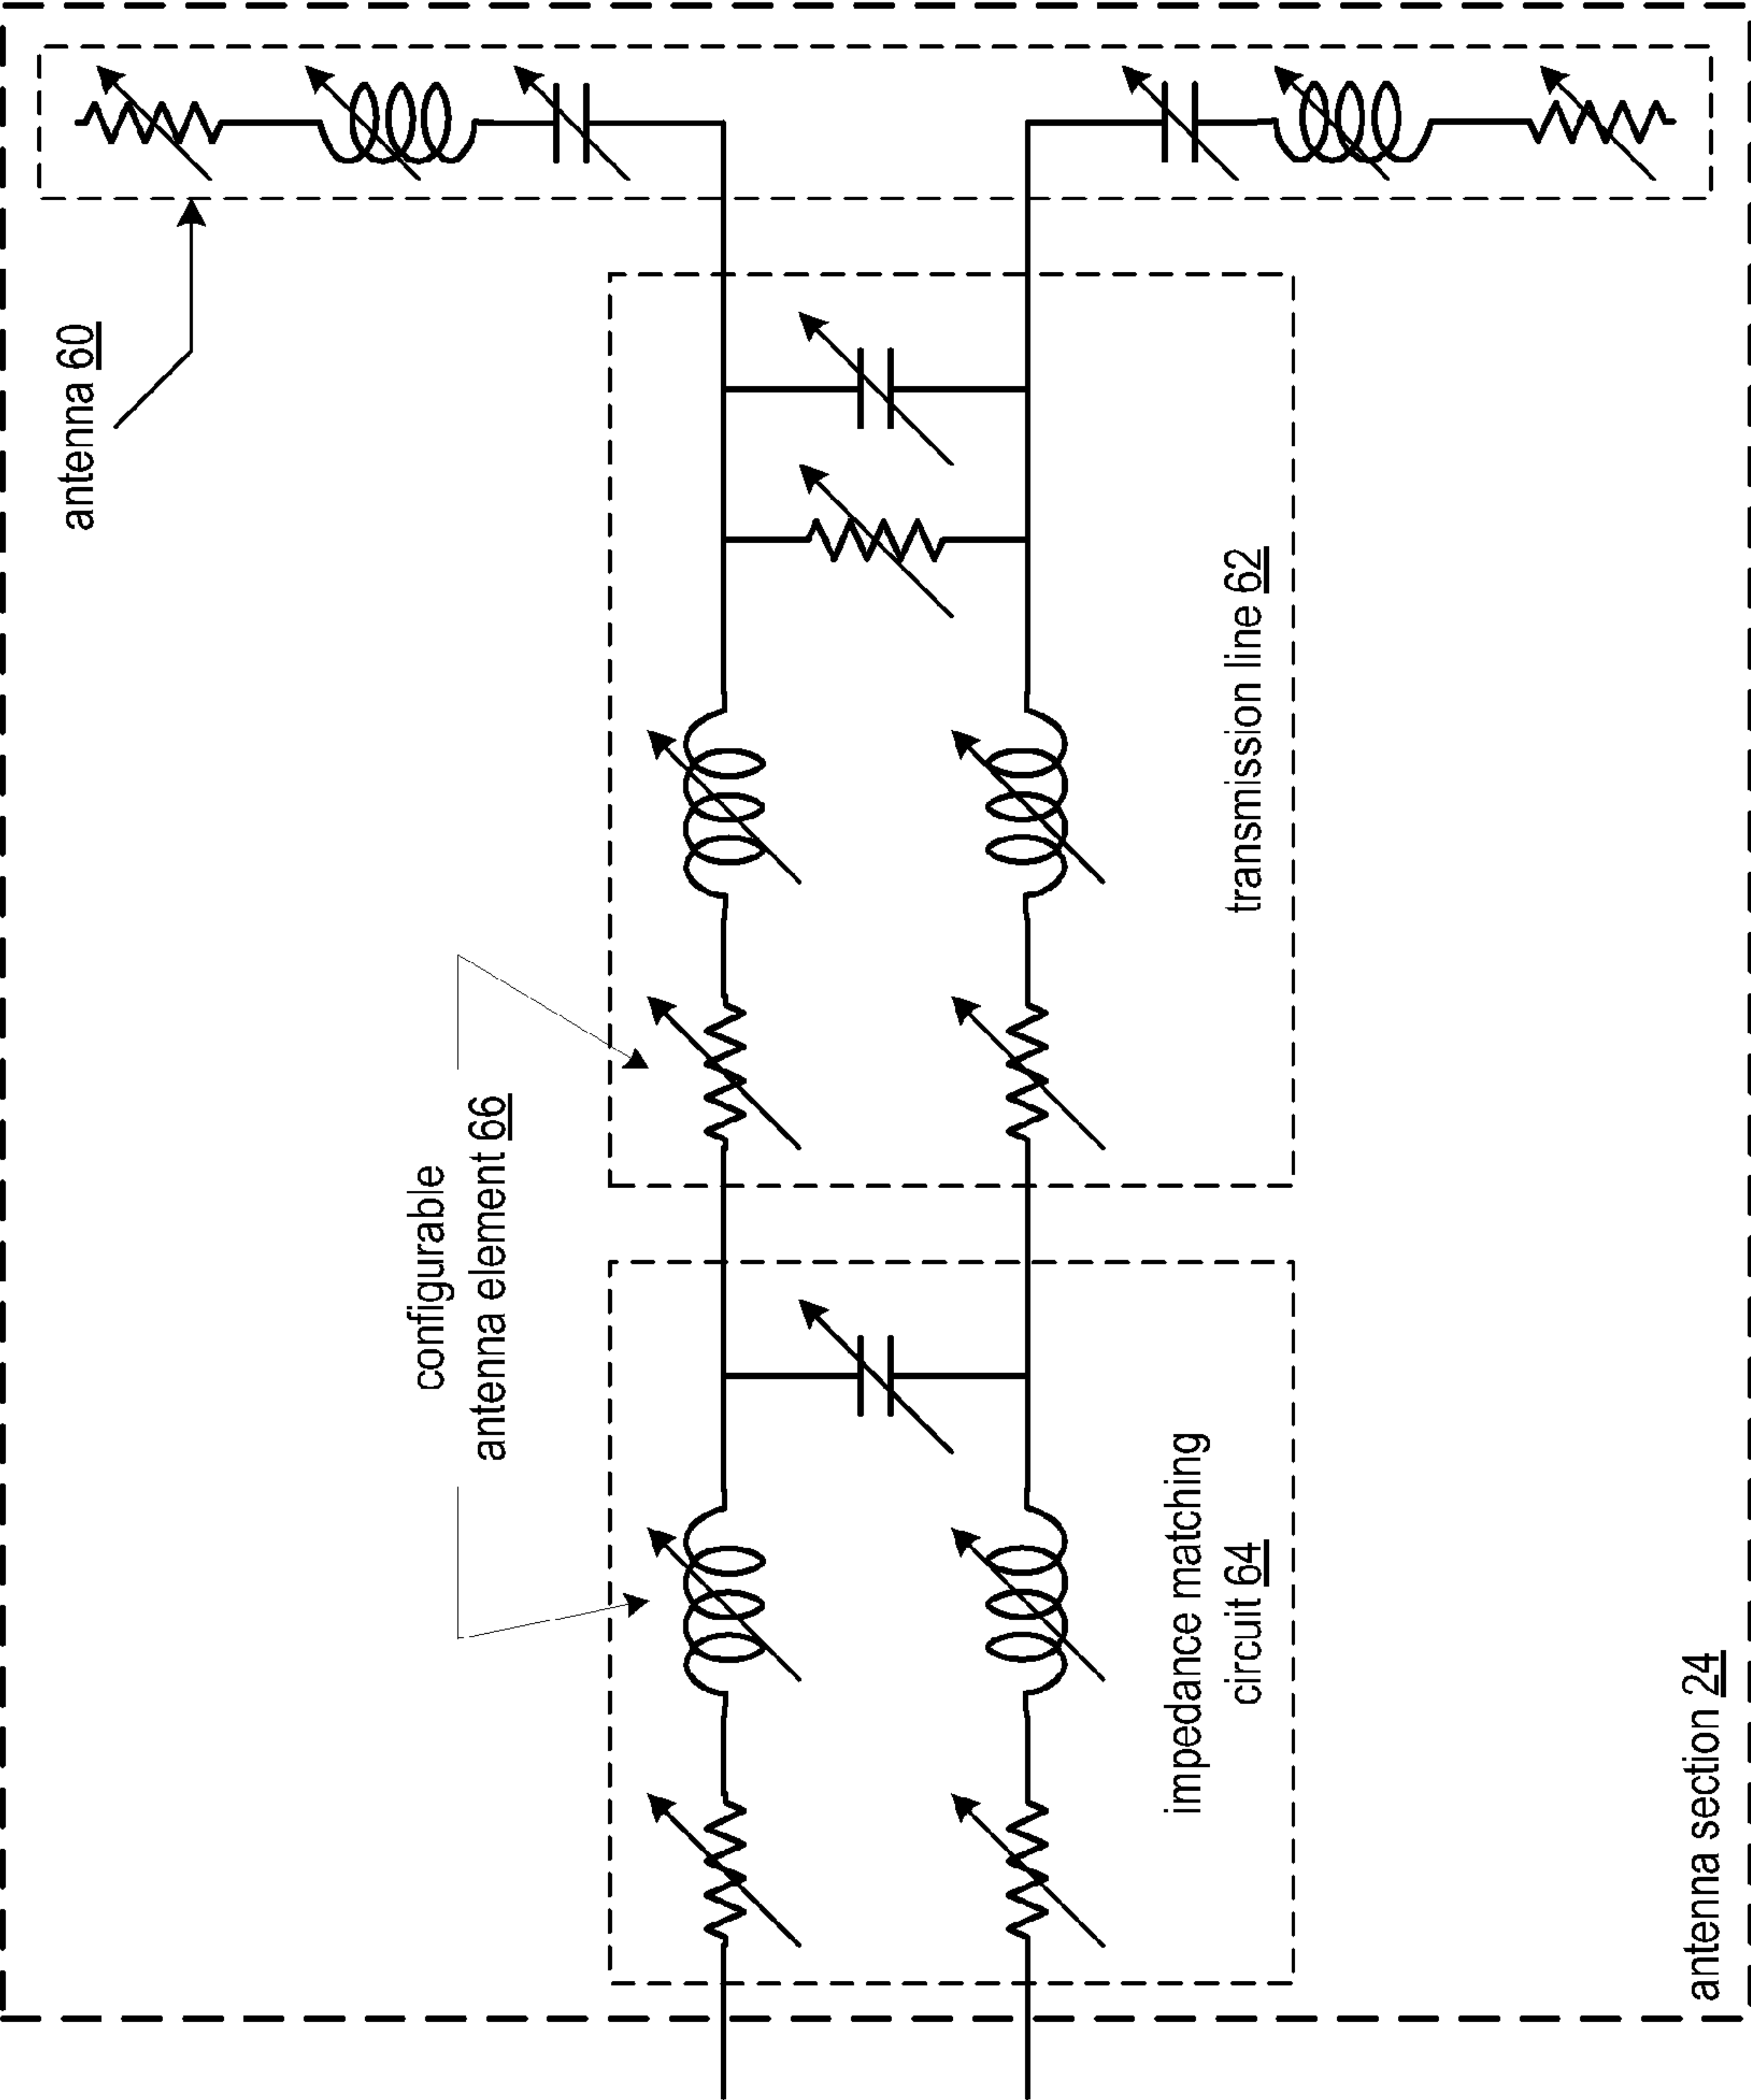 antenna 60
configurable
antenna element 66
transmission line 62
impedance matching
circuit 64
antenna section 24